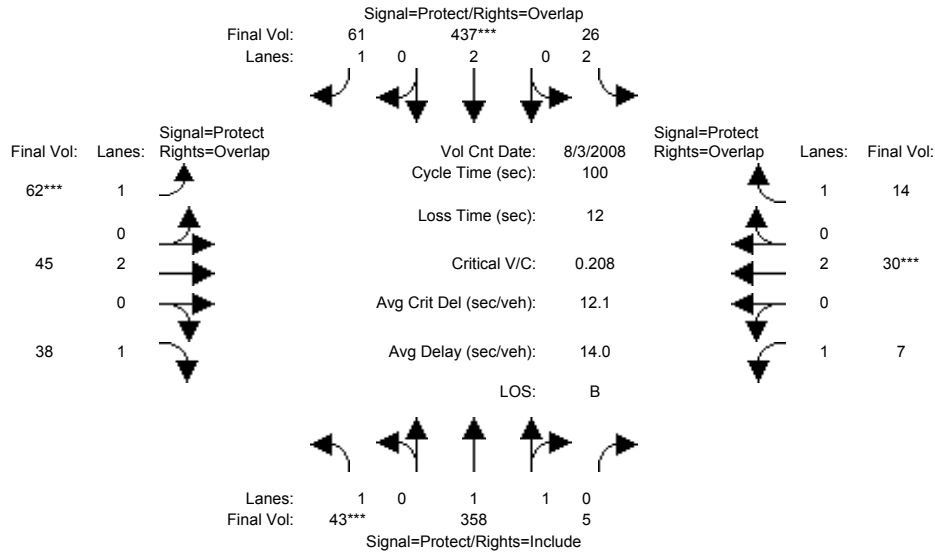 Signal=Protect/Rights=Overlap
Final Vol: 61 437*** 26
Lanes: 1 0 2 0 2
Signal=Protect
Final Vol: Lanes: Rights=Overlap
Vol Cnt Date: 8/3/2008
Signal=Protect
Rights=Overlap Lanes: Final Vol:
Cycle Time (sec): 100
62*** 1
1 14
Loss Time (sec): 12
0
0
45 2
Critical V/C: 0.208
2 30***
0
Avg Crit Del (sec/veh): 12.1
0
38 1
Avg Delay (sec/veh): 14.0
1 7
LOS: B
Lanes: 1 0 1 1 0
Final Vol: 43*** 358 5
Signal=Protect/Rights=Include